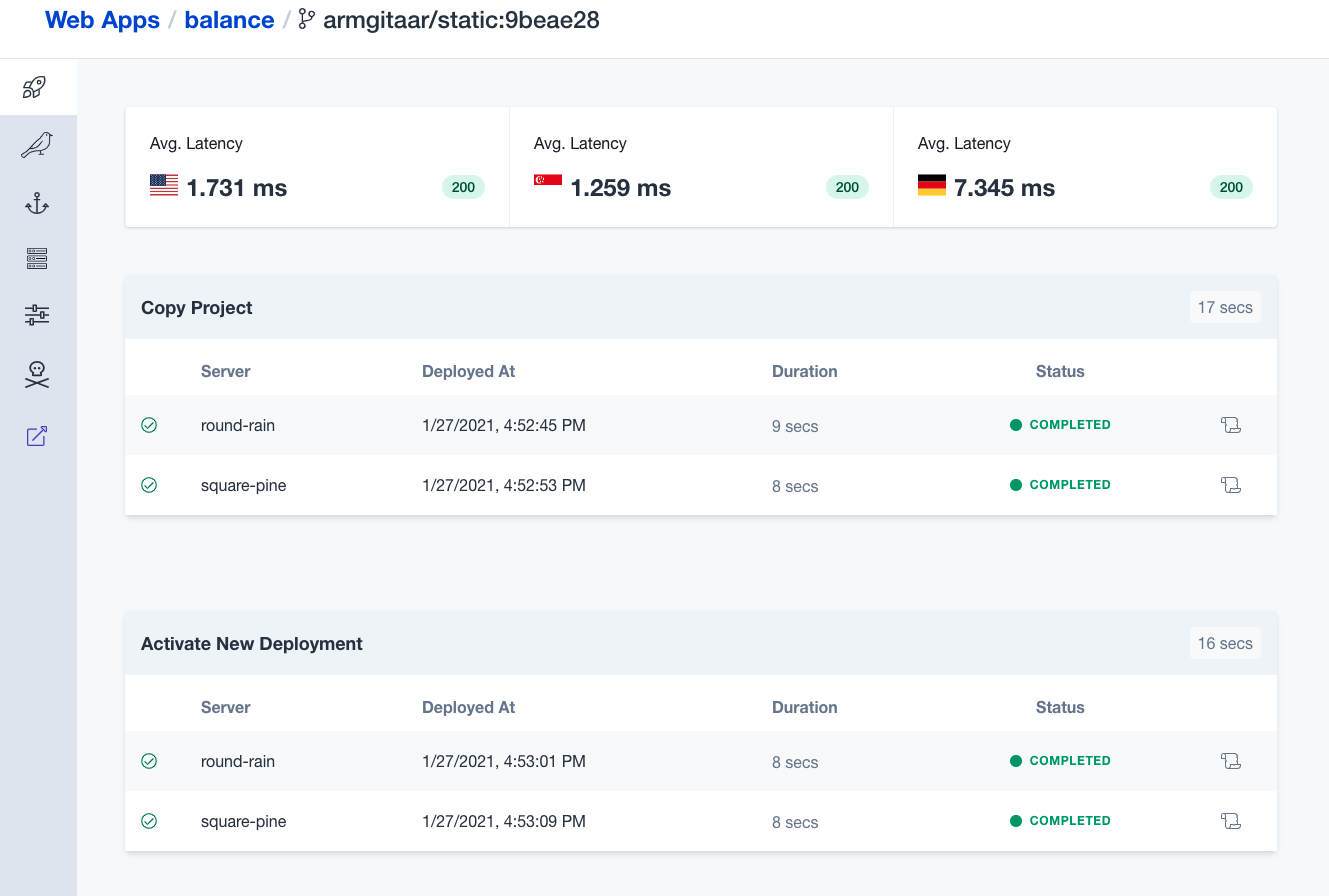 Web Apps / balance / armgitaar/static:9beae28
Avg. Latency Avg. Latency Avg. Latency
1.731 ms 200 1.259 ms 200 7.345 ms 200
Copy Project 17 secs
Server Deployed At Duration Status
round-rain 1/27/2021, 4:52:45 PM 9 secs COMPLETED
square-pine 1/27/2021, 4:52:53 PM 8 secs COMPLETED
Activate New Deployment 16 secs
Server Deployed At Duration Status
round-rain 1/27/2021, 4:53:01 PM 8 secs COMPLETED
square-pine 1/27/2021, 4:53:09 PM 8 secs COMPLETED